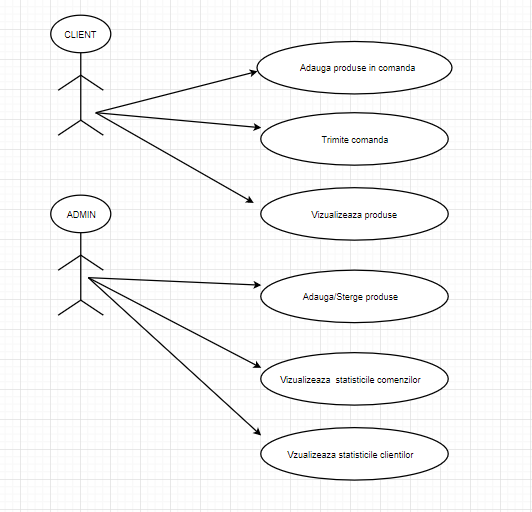 CLIENT
Adauga produse in comanda
Trimite comanda
Vizualizeaza produse
ADMIN
Adauga/Sterge produse
Vizualizeaza statisticile comenzilor
Vzualizeaza statisticile clientilor